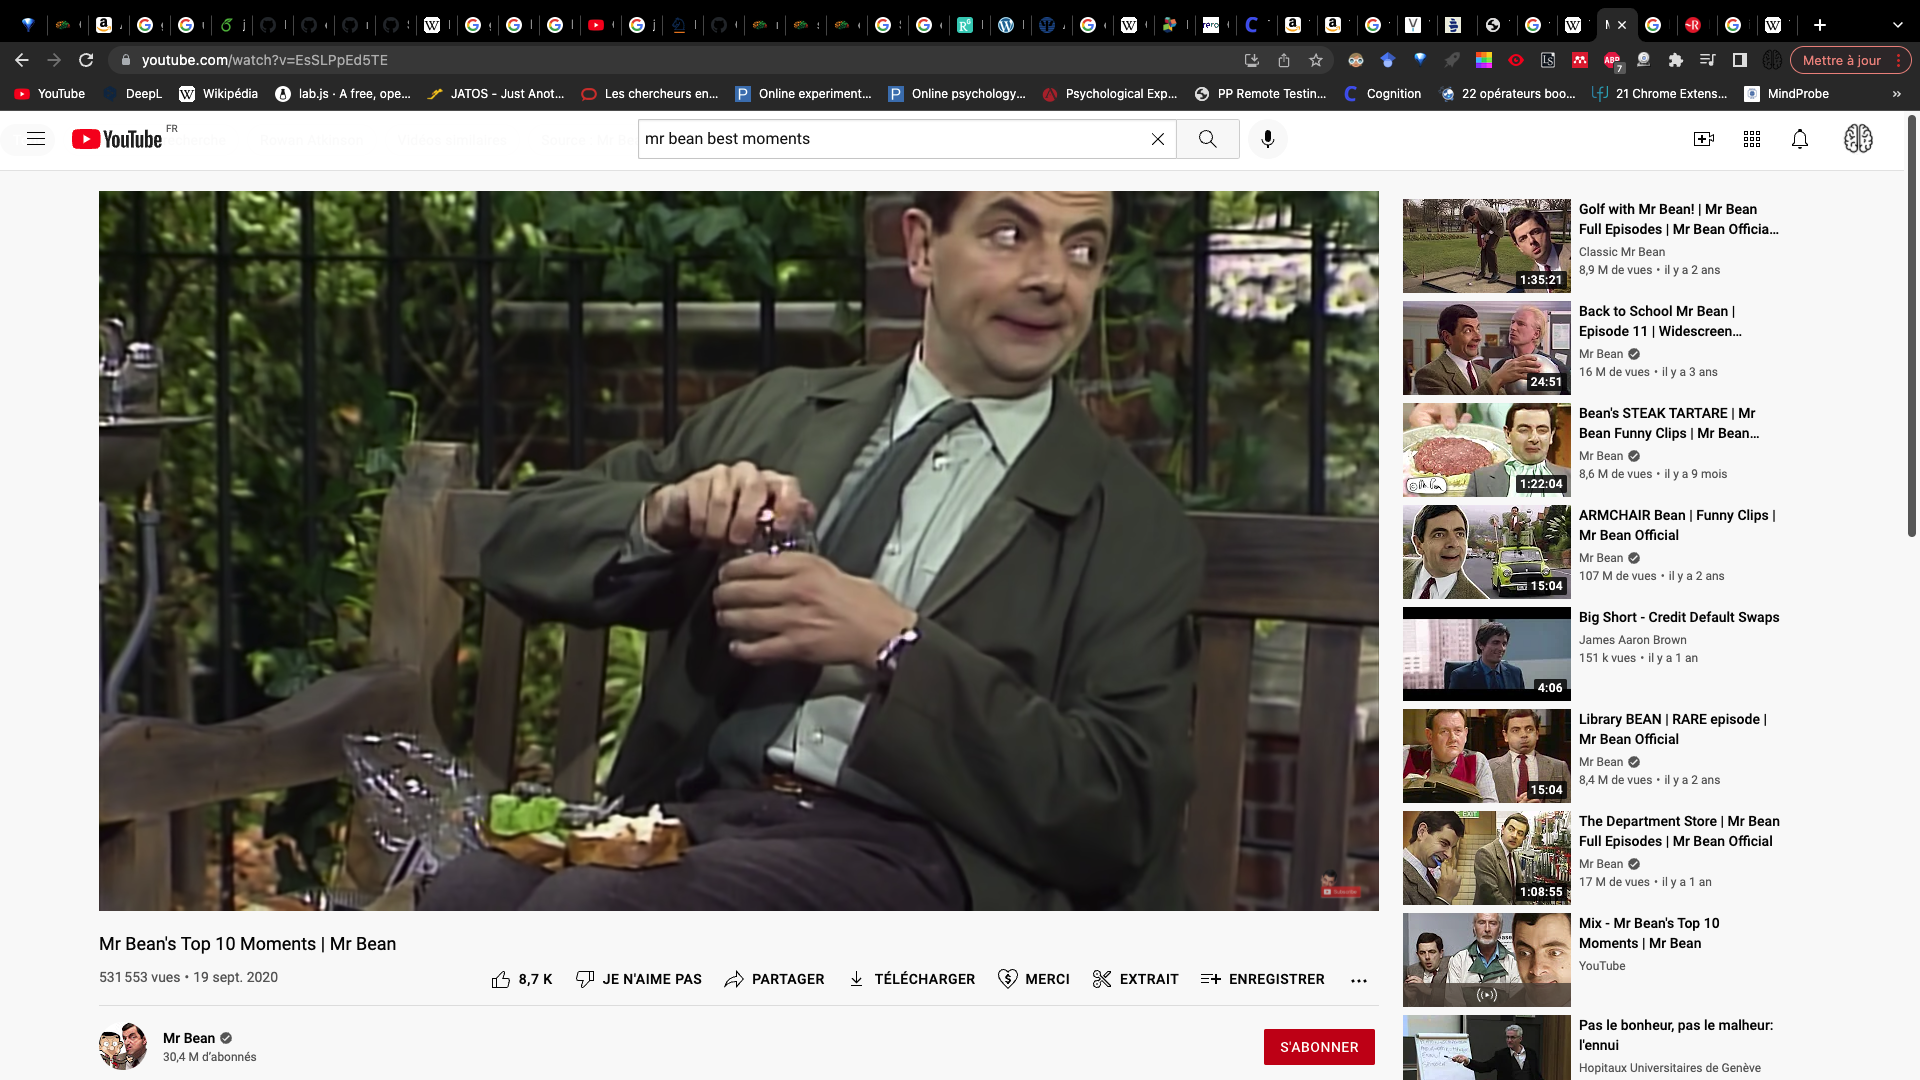 youtube.com/watch?v=EsSLPpEd5TE
Mettre à jour
YouTube
DeepL
Wikipédia
lab.js · A free, ope...
JATOS - Just Anot...
Les chercheurs en...
Online experiment...
Online psychology...
Psychological Exp...
PP Remote Testin...
Cognition
22 opérateurs boo...
21 Chrome Extens...
MindProbe
»
YouTube FR
mr bean best moments
Mr Bean's Top 10 Moments | Mr Bean
531 553 vues • 19 sept. 2020
8,7 K
JE N'AIME PAS
PARTAGER
TÉLÉCHARGER
MERCI
EXTRAIT
ENREGISTRER
Mr Bean
30,4 M d'abonnés
S'ABONNER
Golf with Mr Bean! | Mr Bean
Full Episodes | Mr Bean Officia...
Classic Mr Bean
8,9 M de vues • il y a 2 ans
1:35:21
Back to School Mr Bean |
Episode 11 | Widescreen...
Mr Bean
16 M de vues • il y a 3 ans
24:51
Bean's STEAK TARTARE | Mr
Bean Funny Clips | Mr Bean...
Mr Bean
8,6 M de vues • il y a 9 mois
1:22:04
ARMCHAIR Bean | Funny Clips |
Mr Bean Official
Mr Bean
107 M de vues • il y a 2 ans
15:04
Big Short - Credit Default Swaps
James Aaron Brown
151 k vues • il y a 1 an
4:06
Library BEAN | RARE episode |
Mr Bean Official
Mr Bean
8,4 M de vues • il y a 2 ans
15:04
The Department Store | Mr Bean
Full Episodes | Mr Bean Official
Mr Bean
17 M de vues • il y a 1 an
1:08:55
Mix - Mr Bean's Top 10
Moments | Mr Bean
YouTube
Pas le bonheur, pas le malheur:
l'ennui
Hopitaux Universitaires de Genève